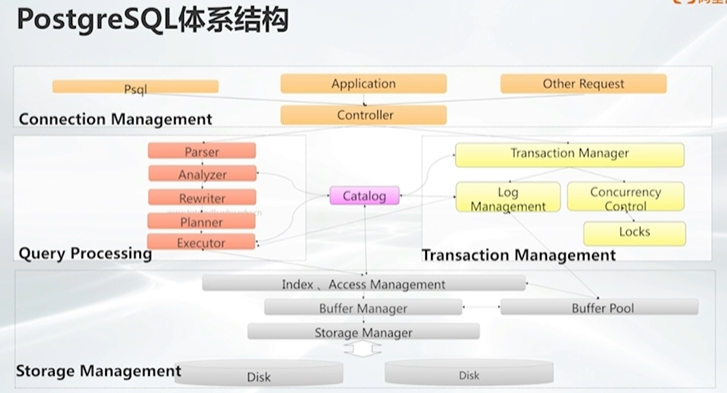 PostgreSQL体系结构
Psql
Application
Other Request
Controller
Connection Management
Parser
Analyzer
Rewriter
Planner
Executor
Query Processing
Catalog
Transaction Manager
Log
Management
Concurrency
Control
Locks
Transaction Management
Index 、Access Management
Buffer Manager
Buffer Pool
Storage Manager
Storage Management
Disk
Disk